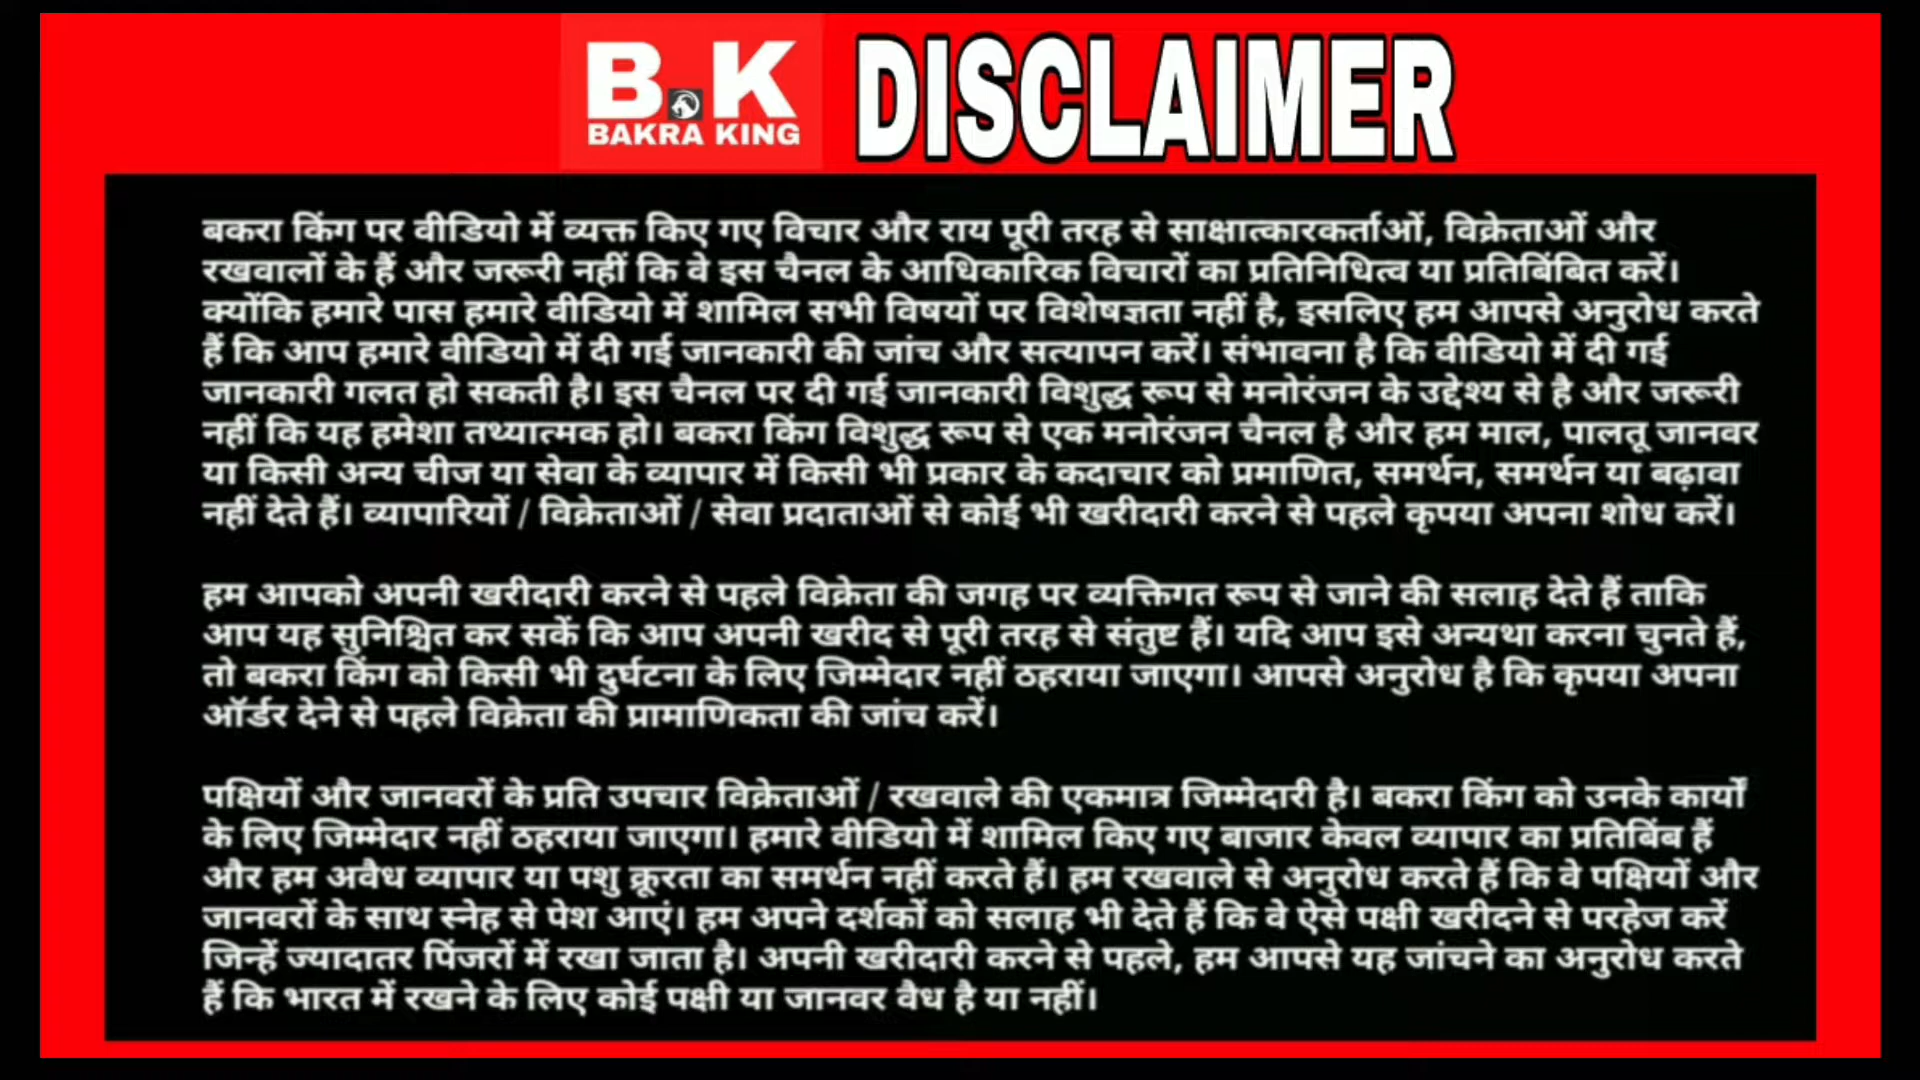 B.K
BAKRA KING
DISCLAIMER
बकरा किंग पर वीडियो में व्यक्त किए गए विचार और राय पूरी तरह से साक्षात्कारकर्ताओं, विक्रेताओं और
रखवालों के हैं और जरूरी नहीं कि वे इस चैनल के आधिकारिक विचारों का प्रतिनिधित्व या प्रतिबिंबित करें।
क्योंकि हमारे पास हमारे वीडियो में शामिल सभी विषयों पर विशेषज्ञता नहीं है, इसलिए हम आपसे अनुरोध करते
हैं कि आप हमारे वीडियो में दी गई जानकारी की जांच और सत्यापन करें। संभावना है कि वीडियो में दी गई
जानकारी गलत हो सकती है। इस चैनल पर दी गई जानकारी विशुद्ध रूप से मनोरंजन के उद्देश्य से है और जरूरी
नहीं कि यह हमेशा तथ्यात्मक हो। बकरा किंग विशुद्ध रूप से एक मनोरंजन चैनल है और हम माल, पालतू जानवर
या किसी अन्य चीज या सेवा के व्यापार में किसी भी प्रकार के कदाचार को प्रमाणित, समर्थन, समर्थन या बढ़ावा
नहीं देते हैं। व्यापारियों / विक्रेताओं / सेवा प्रदाताओं से कोई भी खरीदारी करने से पहले कृपया अपना शोध करें।
हम आपको अपनी खरीदारी करने से पहले विक्रेता की जगह पर व्यक्तिगत रूप से जाने की सलाह देते हैं ताकि
आप यह सुनिश्चित कर सकें कि आप अपनी खरीद से पूरी तरह से संतुष्ट हैं। यदि आप इसे अन्यथा करना चुनते हैं,
तो बकरा किंग को किसी भी दुर्घटना के लिए जिम्मेदार नहीं ठहराया जाएगा। आपसे अनुरोध है कि कृपया अपना
ऑर्डर देने से पहले विक्रेता की प्रामाणिकता की जांच करें।
पक्षियों और जानवरों के प्रति उपचार विक्रेताओं / रखवाले की एकमात्र जिम्मेदारी है। बकरा किंग को उनके कार्यों
के लिए जिम्मेदार नहीं ठहराया जाएगा। हमारे वीडियो में शामिल किए गए बाजार केवल व्यापार का प्रतिबिंब हैं
और हम अवैध व्यापार या पशु क्रूरता का समर्थन नहीं करते हैं। हम रखवाले से अनुरोध करते हैं कि वे पक्षियों और
जानवरों के साथ स्नेह से पेश आएं। हम अपने दर्शकों को सलाह भी देते हैं कि वे ऐसे पक्षी खरीदने से परहेज करें
जिन्हें ज्यादातर पिंजरों में रखा जाता है। अपनी खरीदारी करने से पहले, हम आपसे यह जांचने का अनुरोध करते
हैं कि भारत में रखने के लिए कोई पक्षी या जानवर वैध है या नहीं।